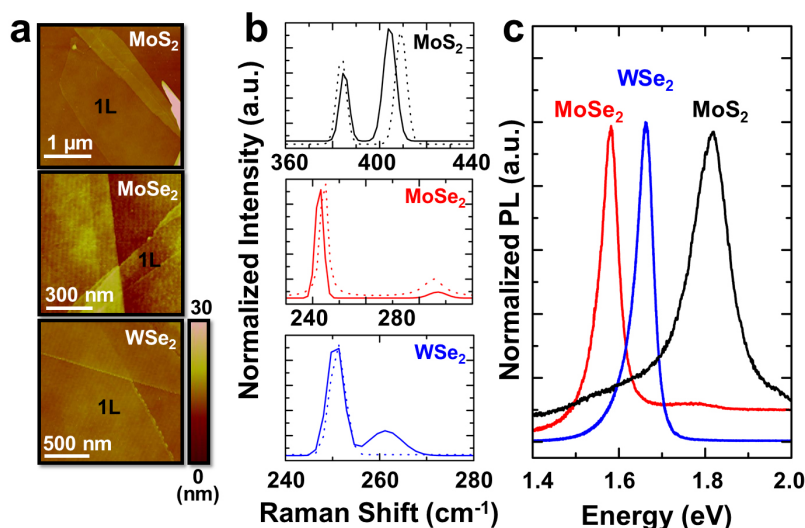 a
MoS₂
1L
1 μm
MoSe₂
1L
300 nm
WSe₂
1L
500 nm
30
0
(nm)
b
Normalized Intensity (a.u.)
MoS₂
360 400 440
MoSe₂
240 280
WSe₂
240 260 280
Raman Shift (cm⁻¹)
c
Normalized PL (a.u.)
MoSe₂
WSe₂
MoS₂
1.4 1.6 1.8 2.0
Energy (eV)